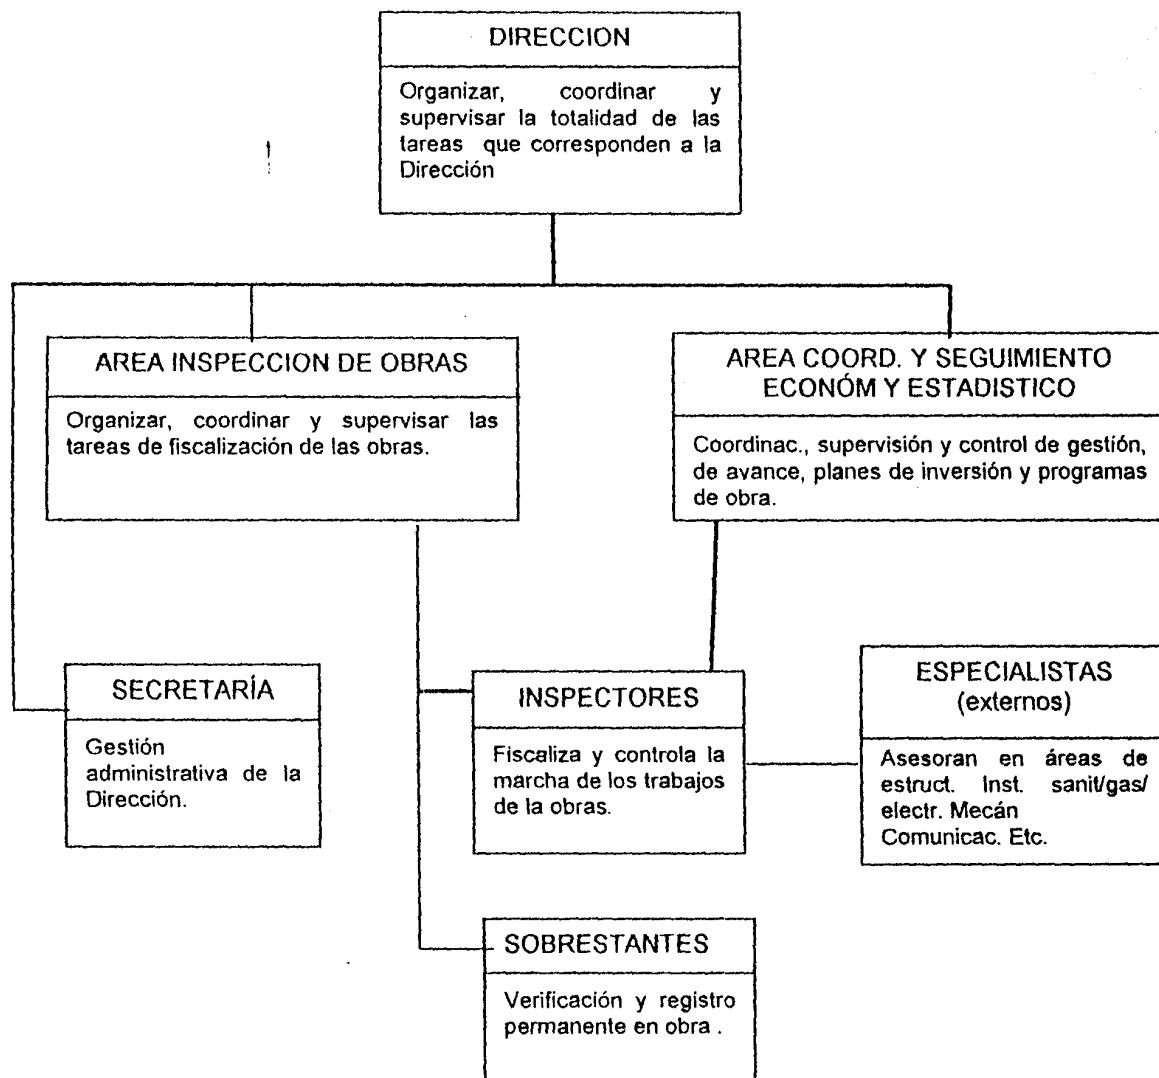 DIRECCION
Organizar, coordinar y
supervisar la totalidad de las
tareas que corresponden a la
Dirección
AREA INSPECCION DE OBRAS
Organizar, coordinar y supervisar las
tareas de fiscalización de las obras.
AREA COORD. Y SEGUIMIENTO
ECONÓM Y ESTADISTICO
Coordinac., supervisión y control de gestión,
de avance, planes de inversión y programas
de obra.
SECRETARÍA
Gestión
administrativa de la
Dirección.
INSPECTORES
Fiscaliza y controla la
marcha de los trabajos
de la obras.
ESPECIALISTAS
(externos)
Asesoran en áreas de
estruct. Inst. sanit/gas/
electr. Mecán
Comunicac. Etc.
SOBRESTANTES
Verificación y registro
permanente en obra .